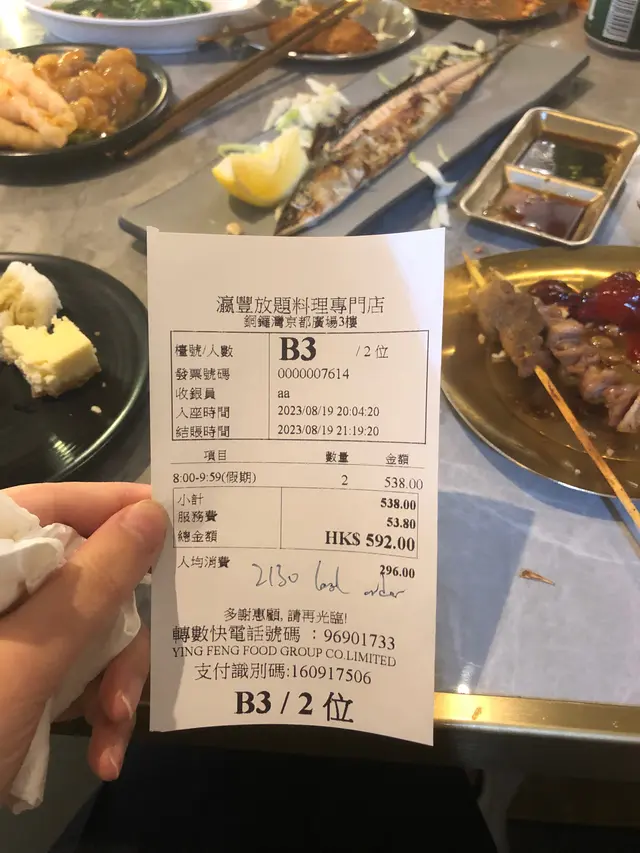 瀛豐放題料理專門店
銅鑼灣京都廣場3樓
檯號/人數 B3 / 2 位
發票號碼 0000007614
收銀員 aa
入座時間 2023/08/19 20:04:20
結賬時間 2023/08/19 21:19:20
項目 數量 金額
8:00-9:59(假期) 2 538.00
小計 538.00
服務費 53.80
總金額 HK$ 592.00
人均消費 296.00
2130 last order
多謝惠顧, 請再光臨!
轉數快電話號碼 : 96901733
YING FENG FOOD GROUP CO.LIMITED
支付識別碼:160917506
B3 / 2 位